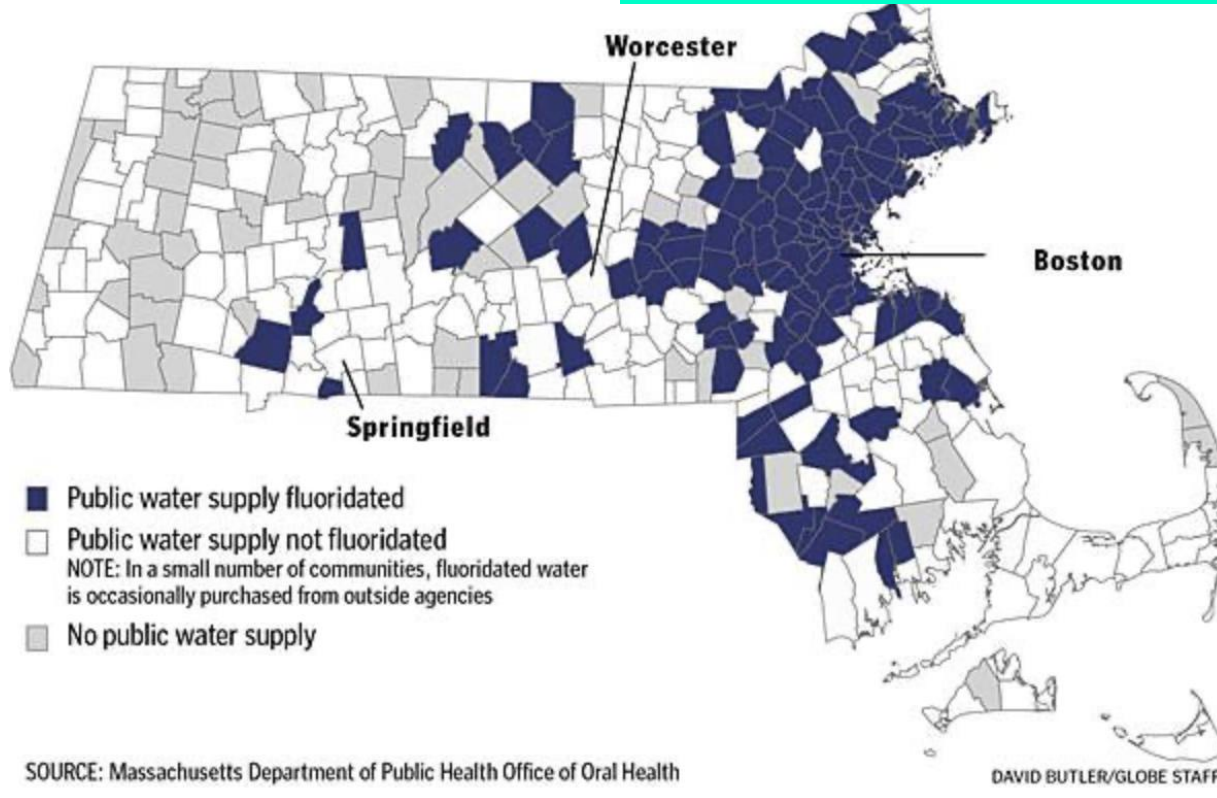 Worcester
Boston
Springfield
Public water supply fluoridated
Public water supply not fluoridated
NOTE: In a small number of communities, fluoridated water
is occasionally purchased from outside agencies
No public water supply
SOURCE: Massachusetts Department of Public Health Office of Oral Health
DAVID BUTLER/GLOBE STAFF